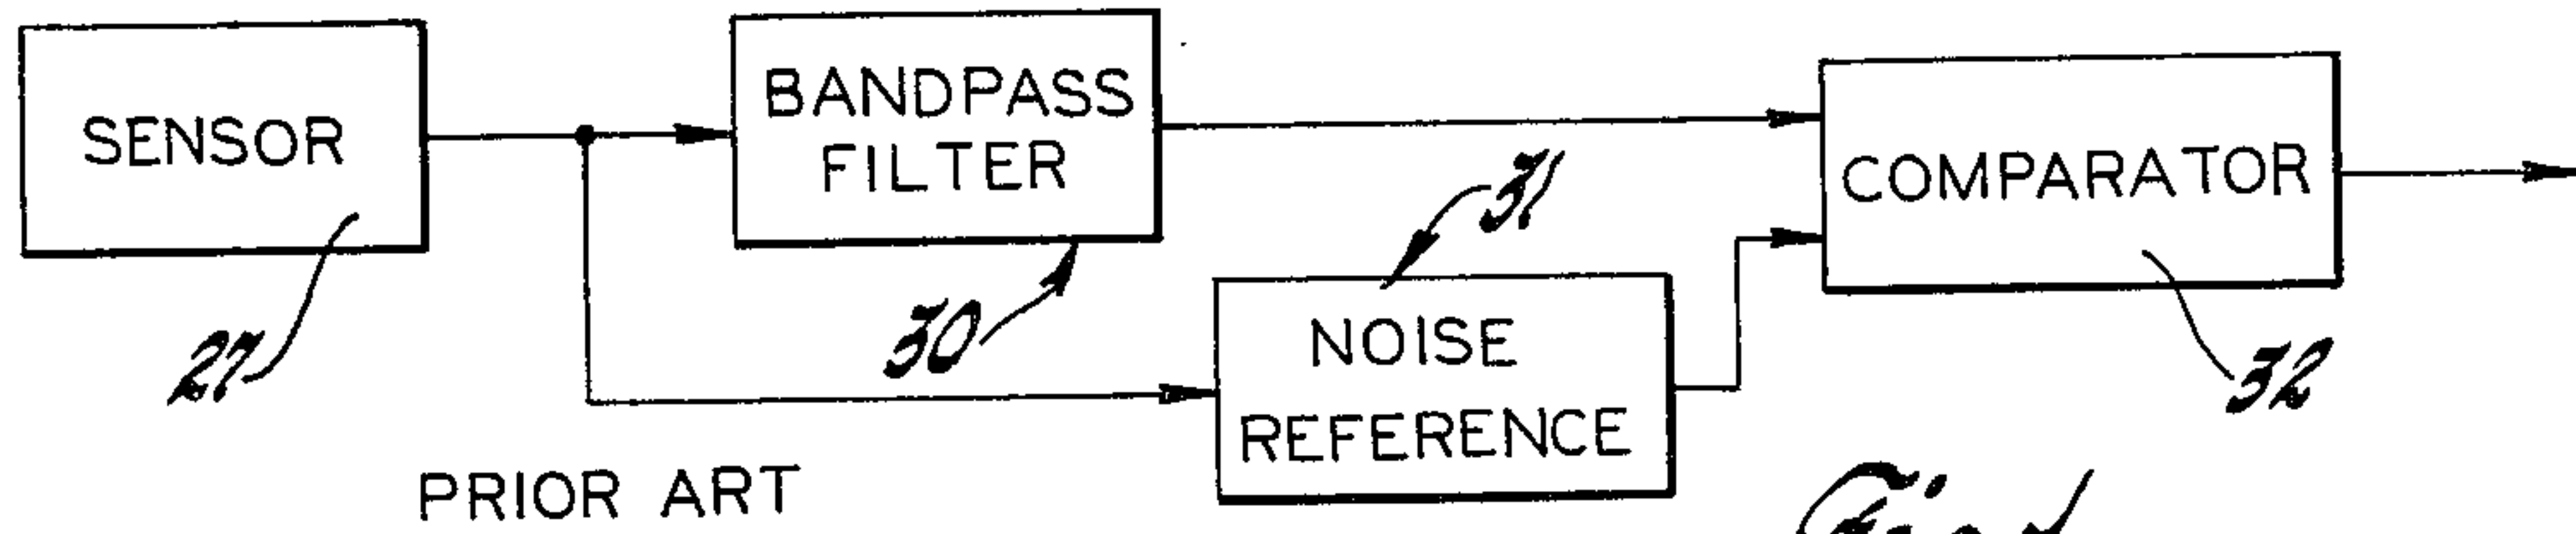 SENSOR
27
BANDPASS
FILTER
30
31
NOISE
REFERENCE
COMPARATOR
32
PRIOR ART